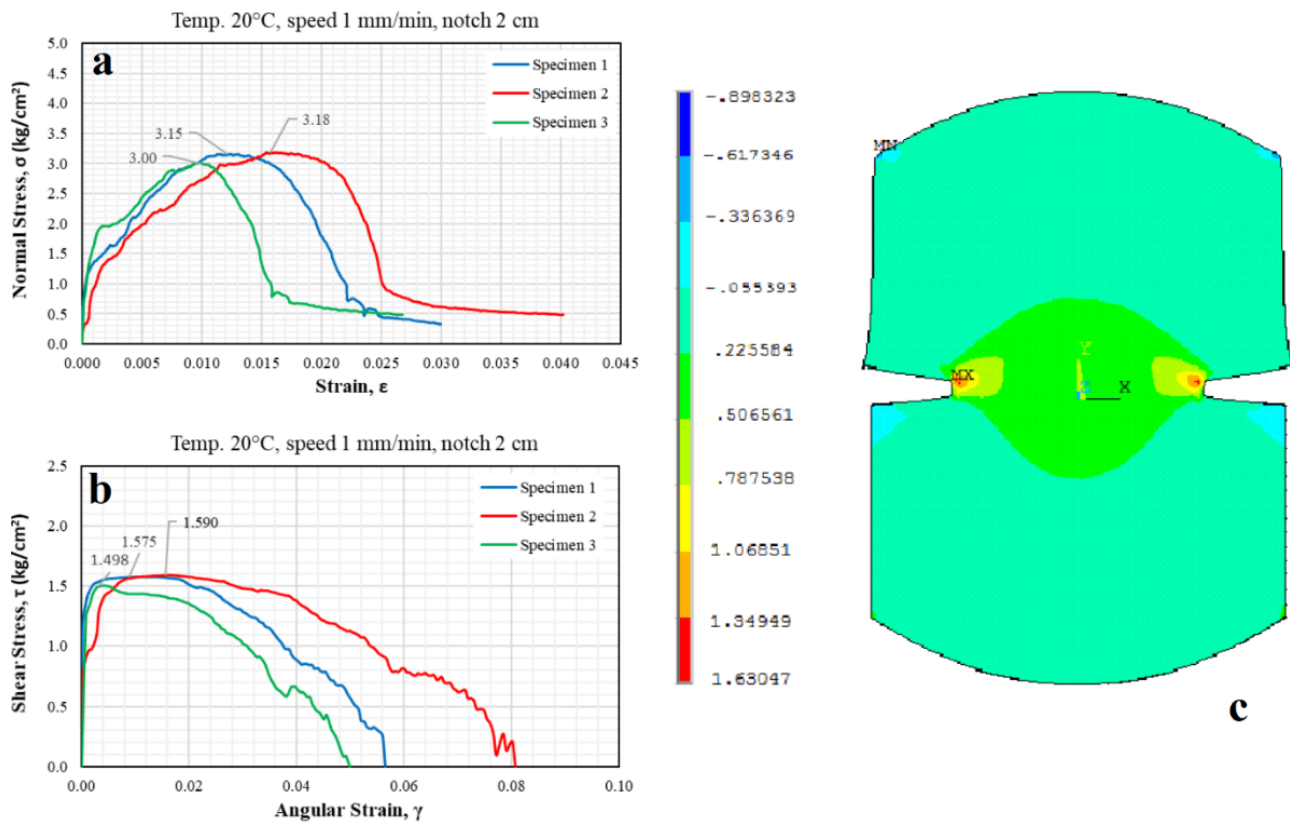 Temp. 20°C, speed 1 mm/min, notch 2 cm
a
Normal Stress, σ (kg/cm²)
5.0
4.5
4.0
3.5
3.0
2.5
2.0
1.5
1.0
0.5
0.0
Specimen 1
Specimen 2
Specimen 3
3.15
3.18
3.00
0.000
0.005
0.010
0.015
0.020
0.025
0.030
0.035
0.040
0.045
Strain, ε
Temp. 20°C, speed 1 mm/min, notch 2 cm
b
Shear Stress, τ (kg/cm²)
2.5
2.0
1.5
1.0
0.5
0.0
Specimen 1
Specimen 2
Specimen 3
1.590
1.575
1.498
0.00
0.02
0.04
0.06
0.08
0.10
Angular Strain, γ
-.898323
-.617346
-.336369
-.055393
.225584
.506561
.787538
1.06851
1.34949
1.63047
MN
MX
Y
Z
X
c